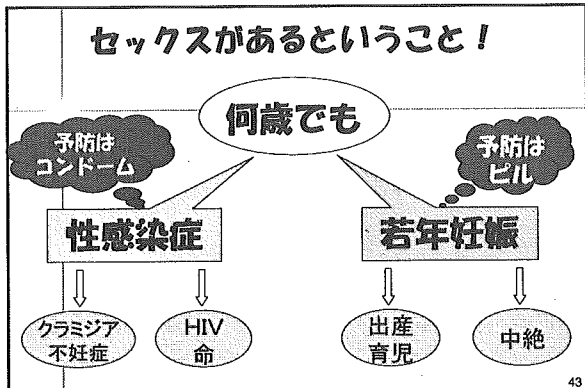 セックスがあるということ！
何歳でも
予防は
コンドーム
予防は
ピル
性感染症
若年妊娠
クラミジア
不妊症
HIV
命
出産
育児
中絶
43